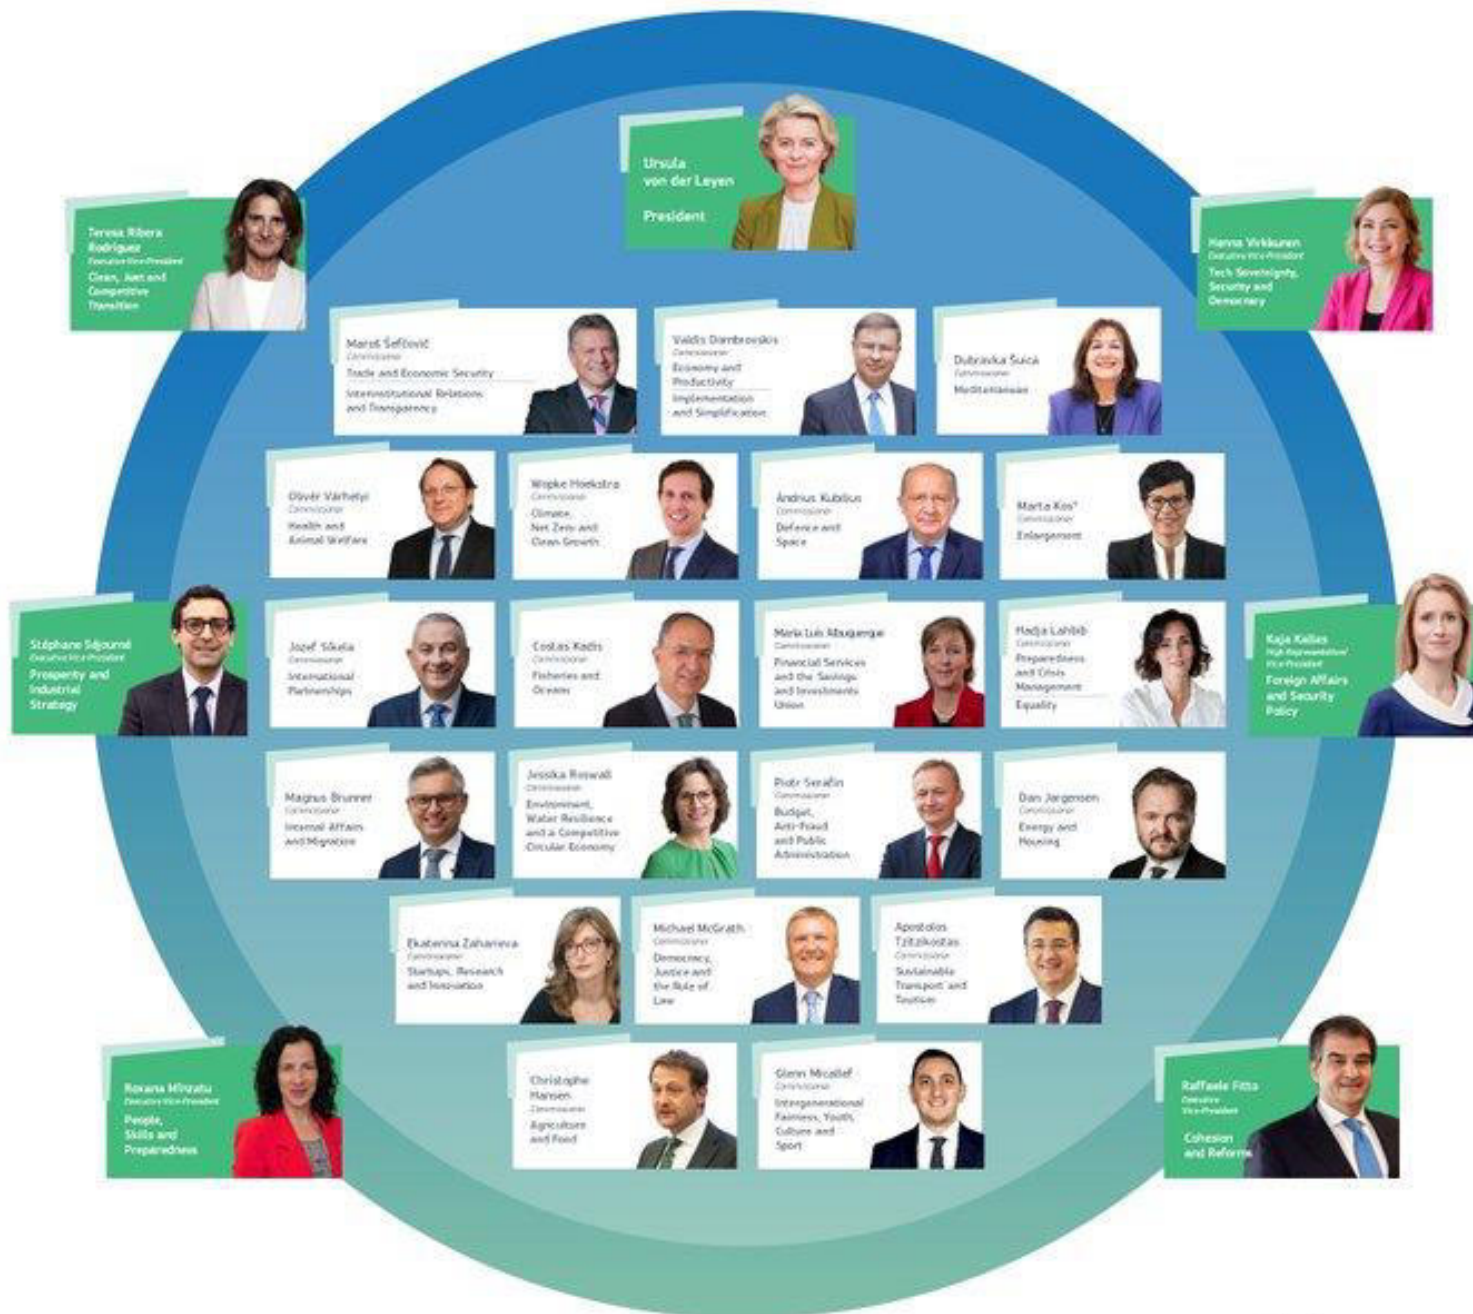 Ursula
von der Leyen
President
Teresa Ribera
Rodríguez
Executive Vice-President
Clean, Just and
Competitive
Transition
Henna Virkkunen
Executive Vice-President
Tech Sovereignty,
Security and
Democracy
Maroš Šefčovič
Commissioner
Trade and Economic Security
Interinstitutional Relations
and Transparency
Valdis Dombrovskis
Commissioner
Economy and
Productivity
Implementation
and Simplification
Dubravka Šuica
Commissioner
Mediterranean
Olivér Várhelyi
Commissioner
Health and
Animal Welfare
Wopke Hoekstra
Commissioner
Climate,
Net Zero and
Clean Growth
Andrius Kubilius
Commissioner
Defence and
Space
Marta Kos*
Commissioner
Enlargement
Stéphane Séjourné
Executive Vice-President
Prosperity and
Industrial
Strategy
Jozef Síkela
Commissioner
International
Partnerships
Costas Kadis
Commissioner
Fisheries and
Oceans
Maria Luís Albuquerque
Commissioner
Financial Services
and the Savings
and Investments
Union
Hadja Lahbib
Commissioner
Preparedness
and Crisis
Management
Equality
Kaja Kallas
High Representative/
Vice-President
Foreign Affairs
and Security
Policy
Magnus Brunner
Commissioner
Internal Affairs
and Migration
Jessika Roswall
Commissioner
Environment,
Water Resilience
and a Competitive
Circular Economy
Piotr Serafin
Commissioner
Budget,
Anti-Fraud
and Public
Administration
Dan Jørgensen
Commissioner
Energy and
Housing
Ekaterina Zaharieva
Commissioner
Startups, Research
and Innovation
Michael McGrath
Commissioner
Democracy,
Justice and
the Rule of
Law
Apostolos
Tzitzikostas
Commissioner
Sustainable
Transport and
Tourism
Roxana Mînzatu
Executive Vice-President
People,
Skills and
Preparedness
Christophe
Hansen
Commissioner
Agriculture
and Food
Glenn Micallef
Commissioner
Intergenerational
Fairness, Youth,
Culture and
Sport
Raffaele Fitto
Executive
Vice-President
Cohesion
and Reforms